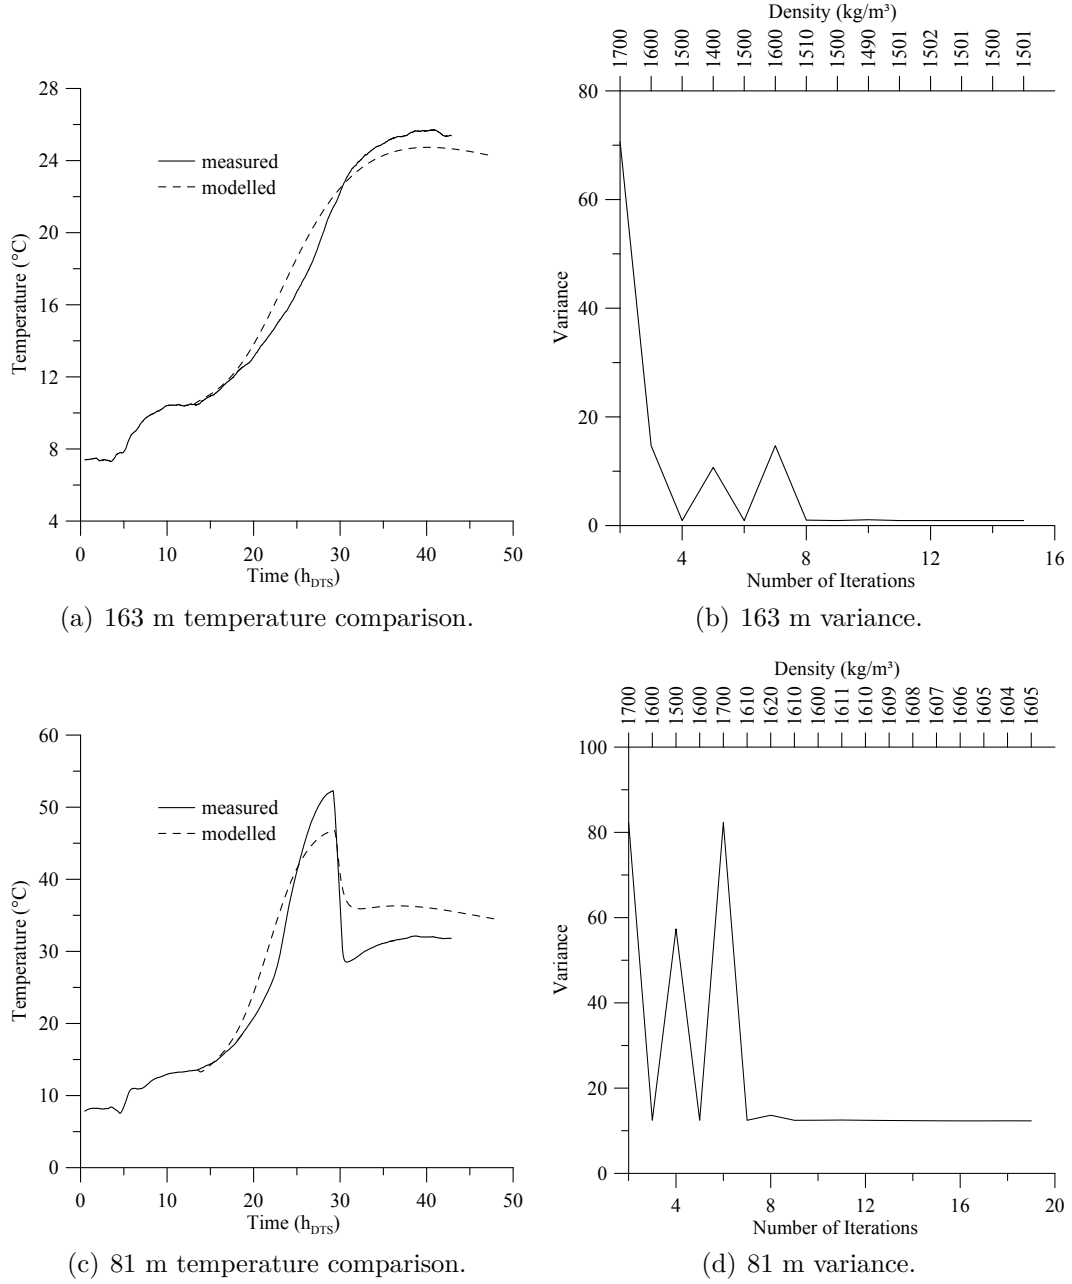 28
24
20
16
12
8
4
Temperature (°C)
measured
modelled
0 10 20 30 40 50
Time (hDTS)
(a) 163 m temperature comparison.
Density (kg/m³)
1700 1600 1500 1400 1500 1600 1510 1500 1490 1501 1502 1501 1500 1501
80
60
40
20
0
Variance
4 8 12 16
Number of Iterations
(b) 163 m variance.
60
50
40
30
20
10
0
Temperature (°C)
measured
modelled
0 10 20 30 40 50
Time (hDTS)
(c) 81 m temperature comparison.
Density (kg/m³)
1700 1600 1500 1600 1700 1610 1620 1610 1600 1611 1610 1609 1608 1607 1606 1605 1604 1605
100
80
60
40
20
0
Variance
4 8 12 16 20
Number of Iterations
(d) 81 m variance.